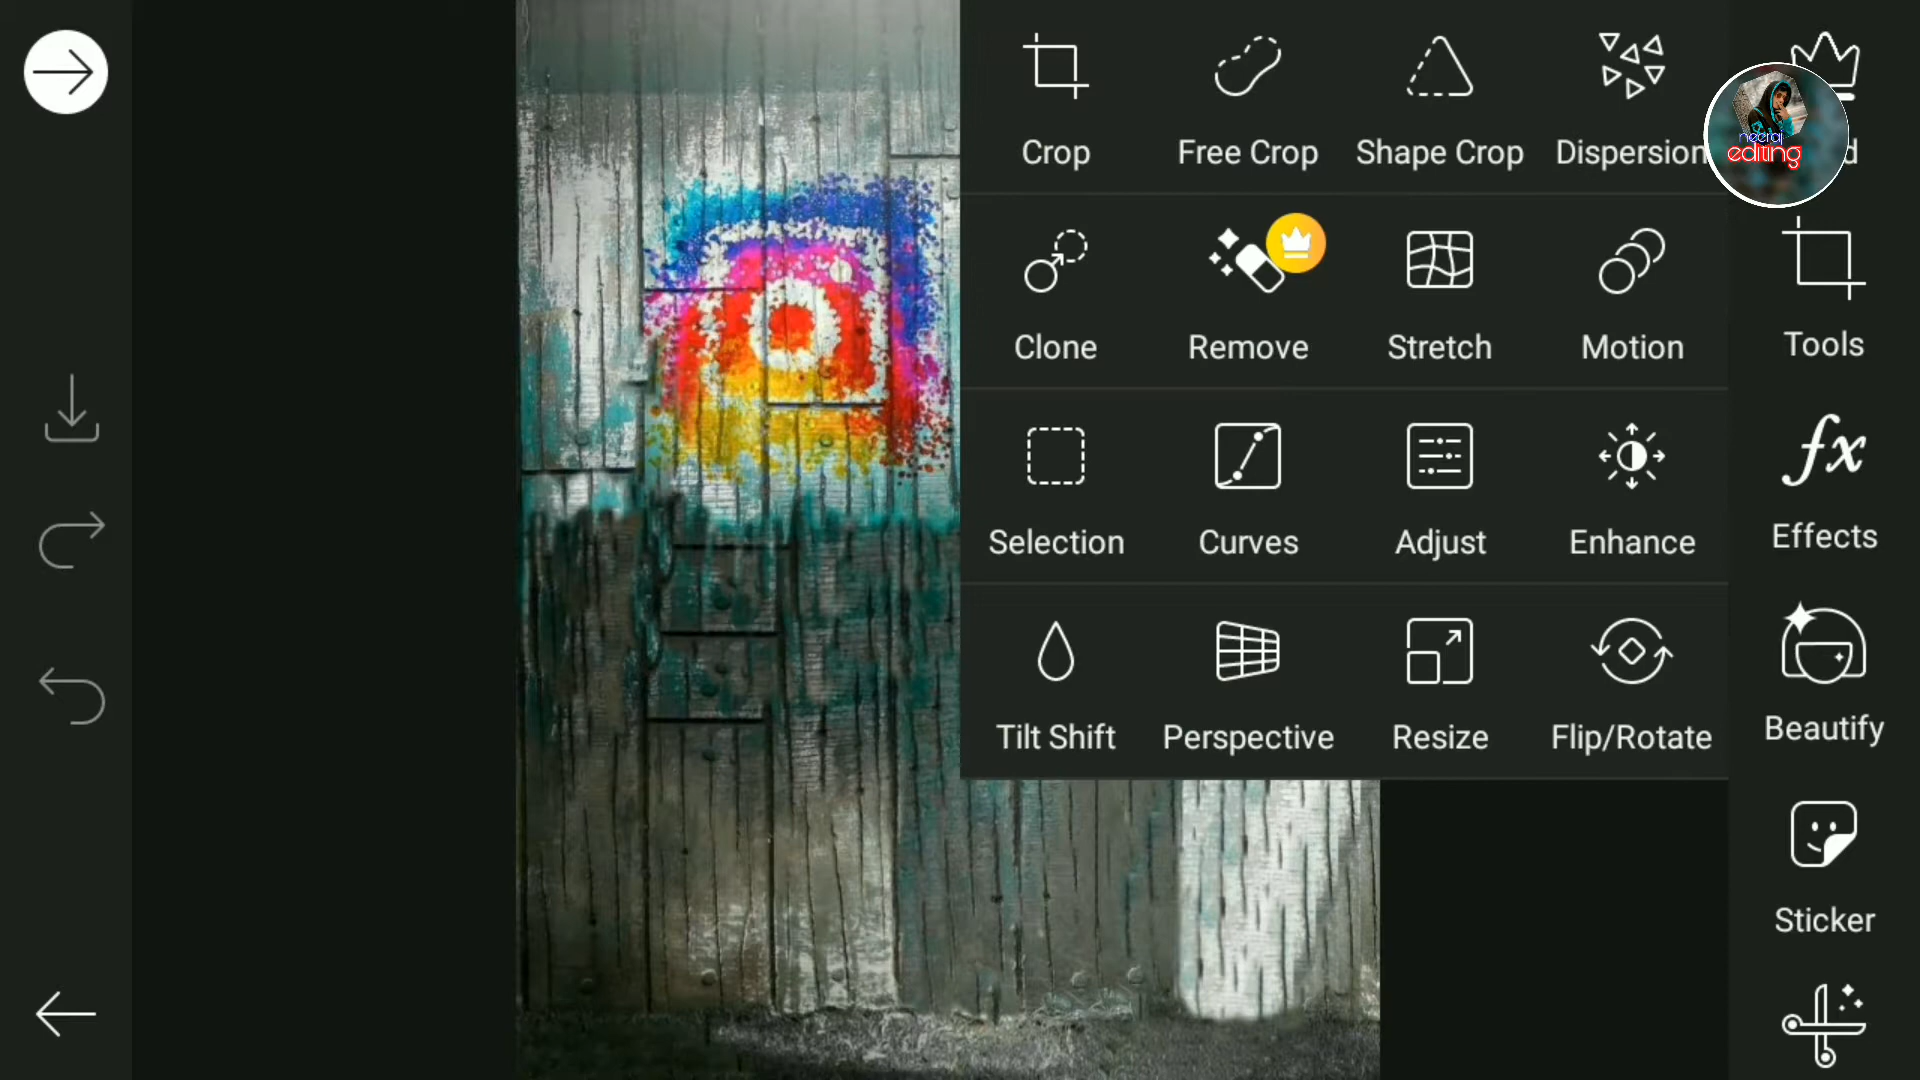 Crop
Free Crop
Shape Crop
Dispersion
d
neeraj
editing
Clone
Remove
Stretch
Motion
Tools
Selection
Curves
Adjust
Enhance
fx
Effects
Tilt Shift
Perspective
Resize
Flip/Rotate
Beautify
Sticker